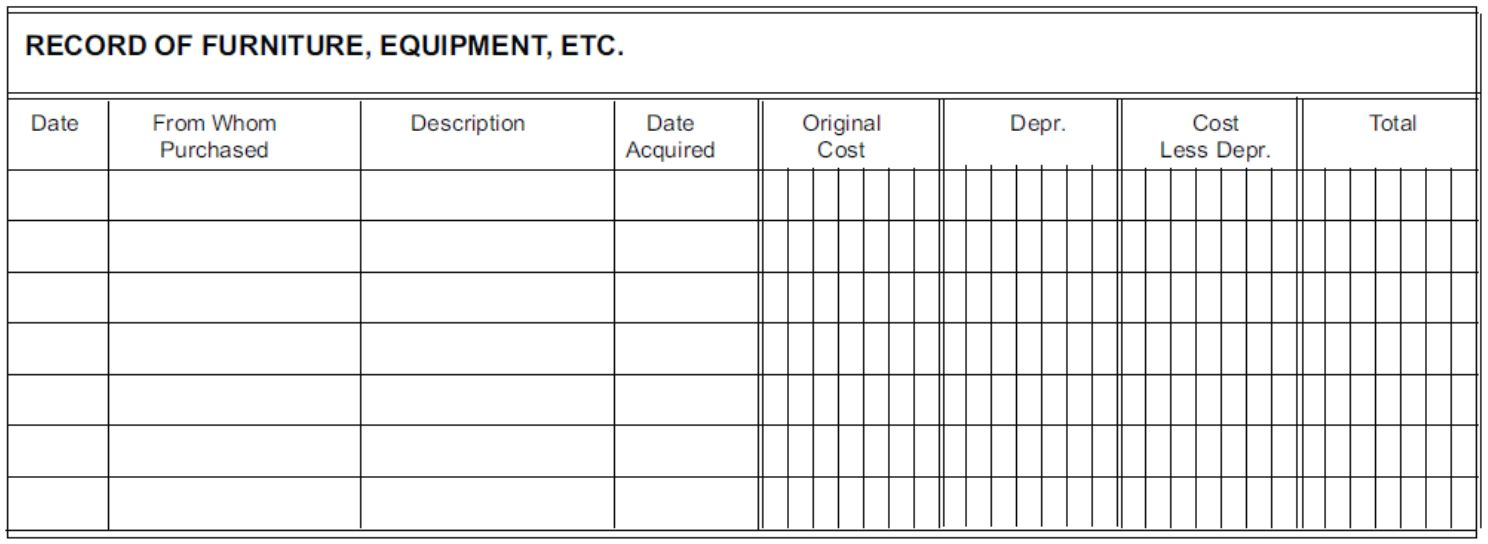 RECORD OF FURNITURE, EQUIPMENT, ETC.
Date
From Whom
Purchased
Description
Date
Acquired
Original
Cost
Depr.
Cost
Less Depr.
Total